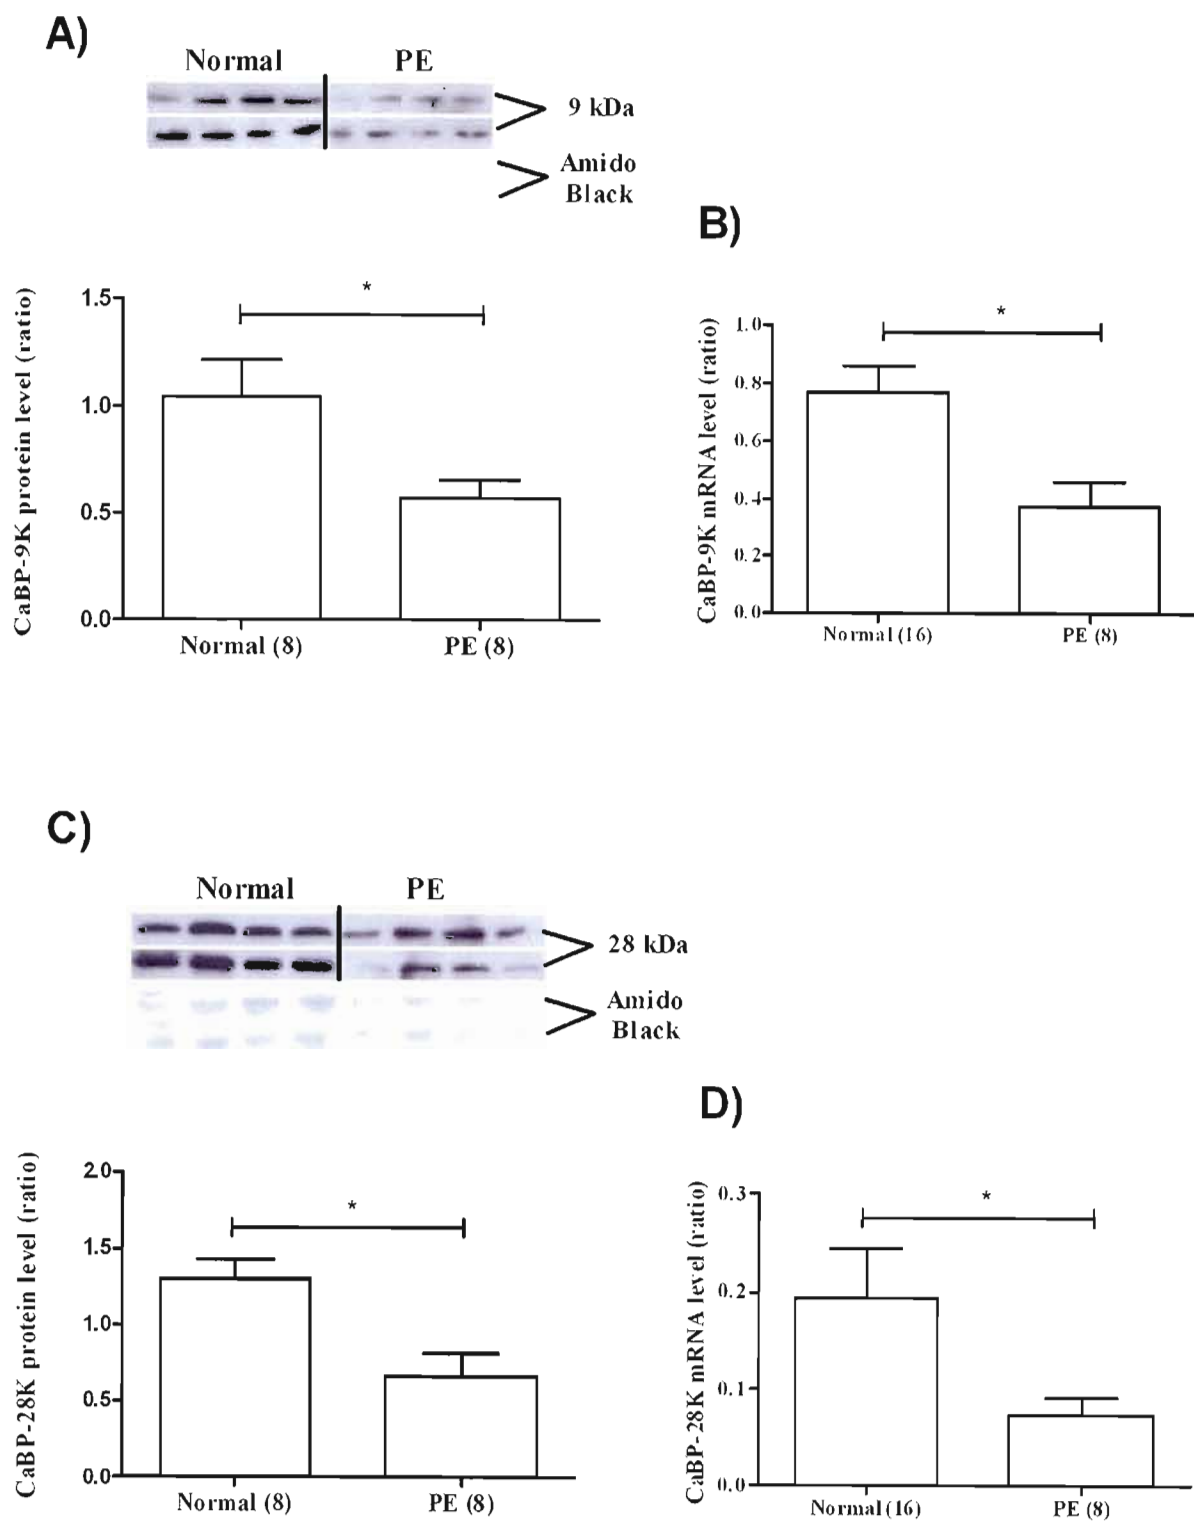 A)
Normal PE
9 kDa
Amido
Black
CaBP-9K protein level (ratio)
1.5
1.0
0.5
0.0
*
Normal (8) PE (8)
B)
CaBP-9K mRNA level (ratio)
1.0
0.8
0.6
0.4
0.2
0.0
*
Normal (16) PE (8)
C)
Normal PE
28 kDa
Amido
Black
CaBP-28K protein level (ratio)
2.0
1.5
1.0
0.5
0.0
*
Normal (8) PE (8)
D)
CaBP-28K mRNA level (ratio)
0.3
0.2
0.1
0.0
*
Normal (16) PE (8)